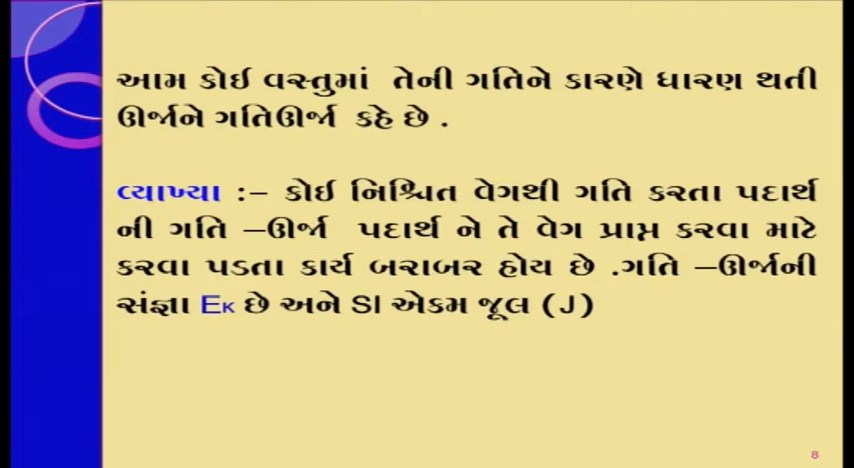 આમ કોઈ વસ્તુમાં તેની ગતિને કારણે ધારણ થતી
ઊર્જાને ગતિઊર્જા કહે છે .
વ્યાખ્યા :– કોઈ નિશ્ચિત વેગથી ગતિ કરતા પદાર્થ
ની ગતિ –ઊર્જા પદાર્થ ને તે વેગ પ્રાપ્ત કરવા માટે
કરવા પડતા કાર્ય બરાબર હોય છે .ગતિ –ઊર્જાની
સંજ્ઞા EK છે અને SI એકમ જૂલ (J)
8